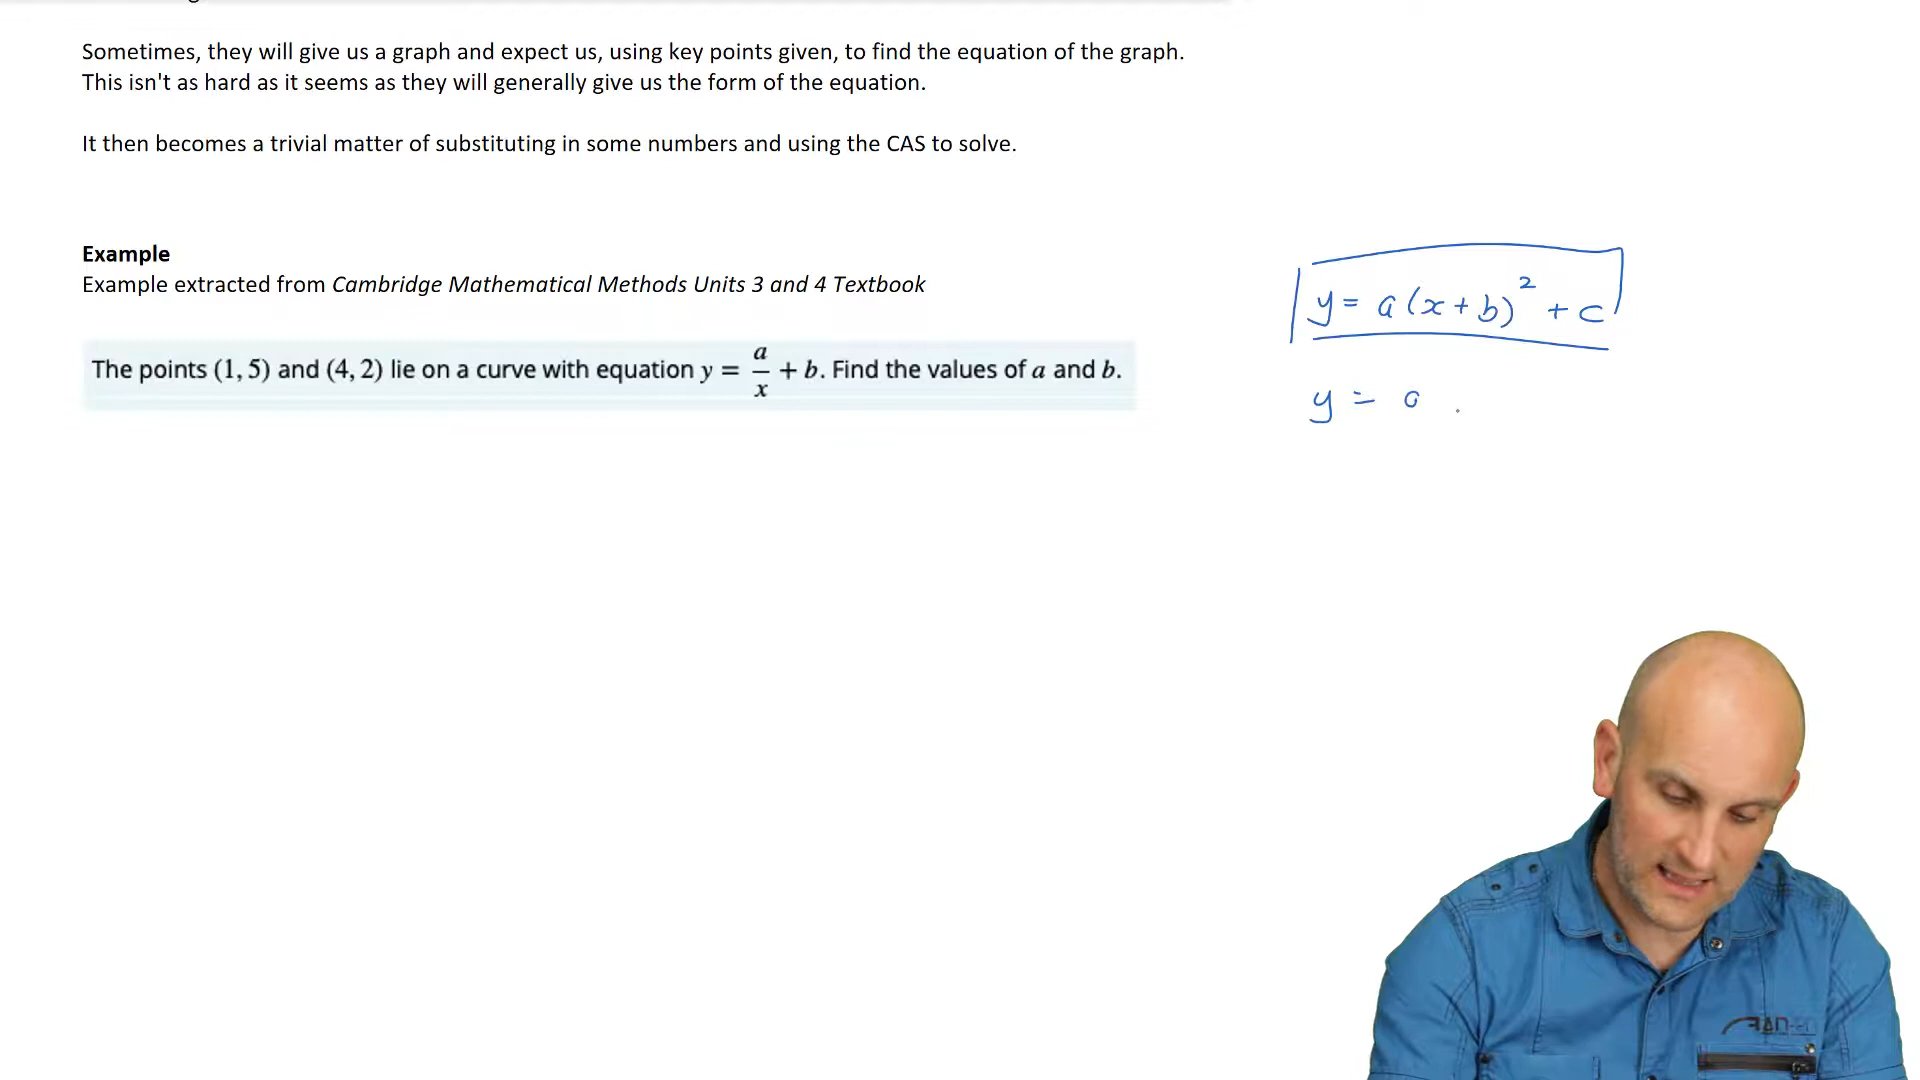 Sometimes, they will give us a graph and expect us, using key points given, to find the equation of the graph.
This isn't as hard as it seems as they will generally give us the form of the equation.
It then becomes a trivial matter of substituting in some numbers and using the CAS to solve.
Example
Example extracted from Cambridge Mathematical Methods Units 3 and 4 Textbook
The points (1, 5) and (4, 2) lie on a curve with equation y = a/x + b. Find the values of a and b.
y = a(x+b)² + c
y = a